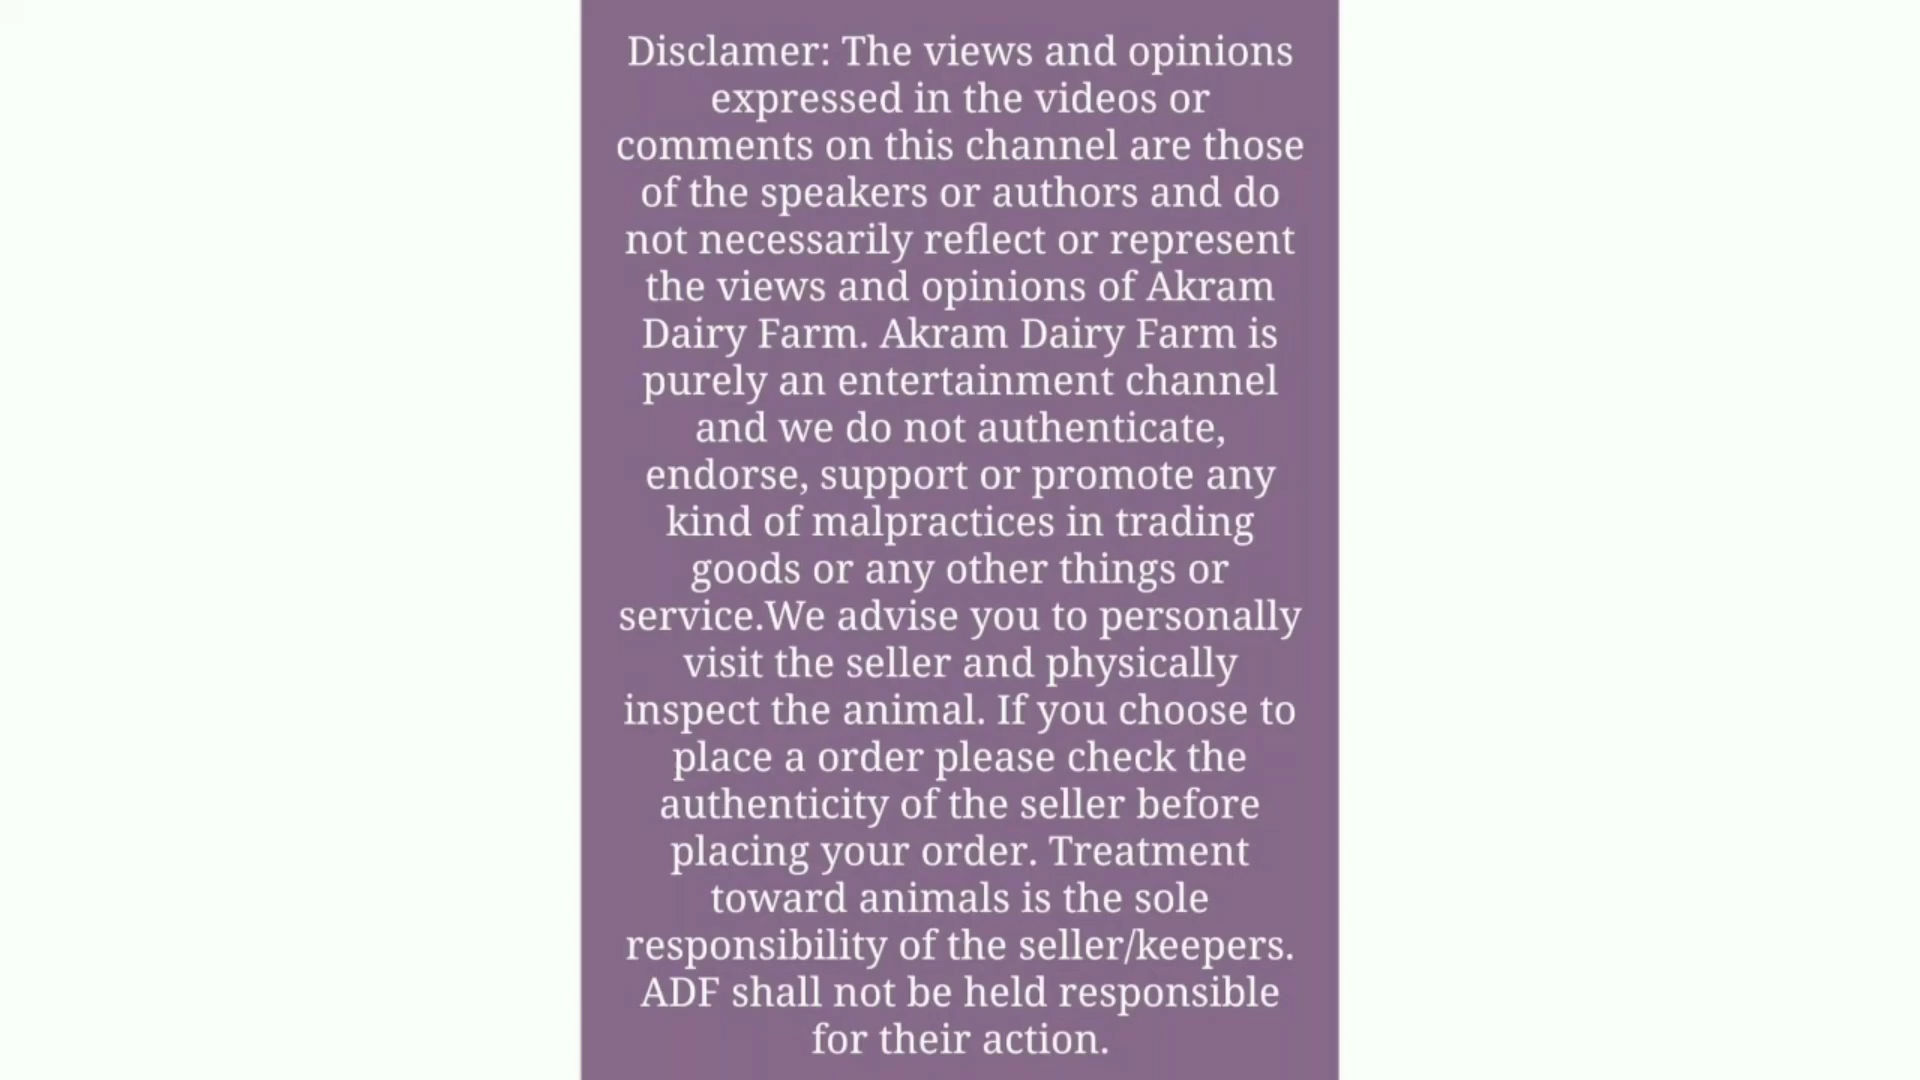 Disclamer: The views and opinions
expressed in the videos or
comments on this channel are those
of the speakers or authors and do
not necessarily reflect or represent
the views and opinions of Akram
Dairy Farm. Akram Dairy Farm is
purely an entertainment channel
and we do not authenticate,
endorse, support or promote any
kind of malpractices in trading
goods or any other things or
service.We advise you to personally
visit the seller and physically
inspect the animal. If you choose to
place a order please check the
authenticity of the seller before
placing your order. Treatment
toward animals is the sole
responsibility of the seller/keepers.
ADF shall not be held responsible
for their action.